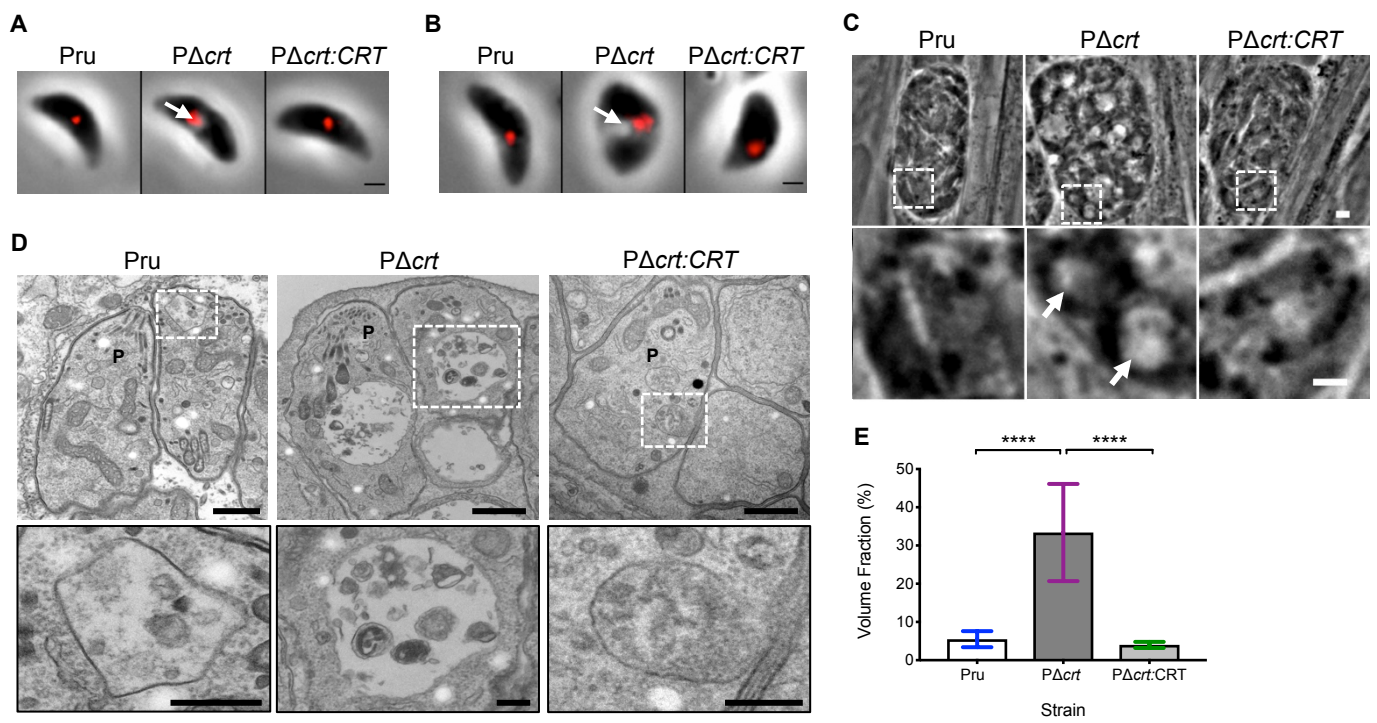 A
Pru PΔcrt PΔcrt:CRT
B
Pru PΔcrt PΔcrt:CRT
C
Pru PΔcrt PΔcrt:CRT
D
Pru PΔcrt PΔcrt:CRT
P P P
E
**** ****
50
40
30
20
10
0
Volume Fraction (%)
Pru PΔcrt PΔcrt:CRT
Strain